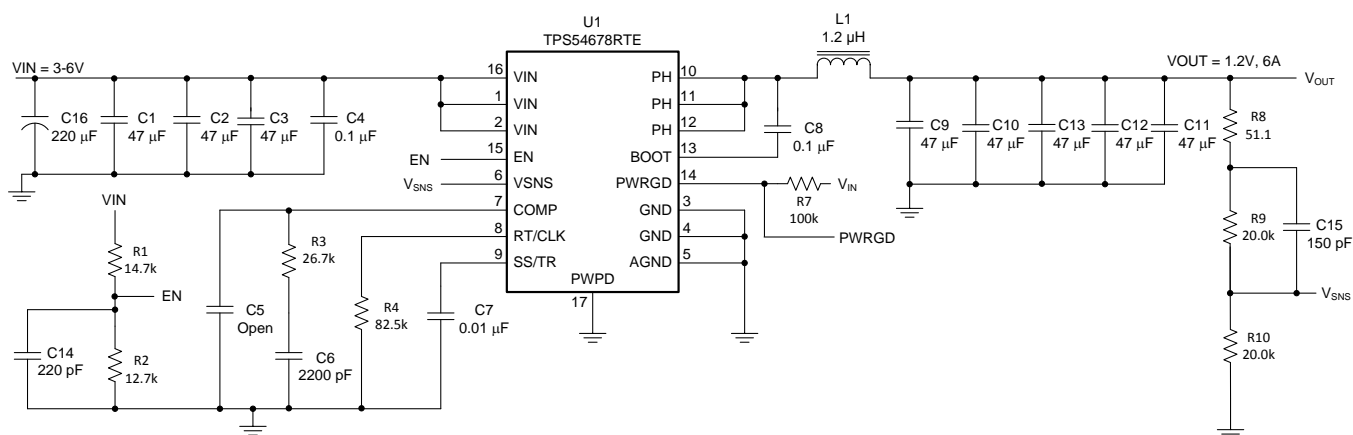 U1
TPS54678RTE
L1
1.2 µH
VIN = 3-6V
VOUT = 1.2V, 6A
VOUT
C16
220 µF
C1
47 µF
C2
47 µF
C3
47 µF
C4
0.1 µF
16
VIN
1
VIN
2
VIN
15
EN
EN
VSNS
6
VSNS
7
COMP
8
RT/CLK
9
SS/TR
PWPD
17
PH
10
PH
11
PH
12
BOOT
13
PWRGD
14
GND
3
GND
4
AGND
5
C8
0.1 µF
R7
100k
VIN
PWRGD
C9
47 µF
C10
47 µF
C13
47 µF
C12
47 µF
C11
47 µF
R8
51.1
R9
20.0k
C15
150 pF
VSNS
R10
20.0k
VIN
R1
14.7k
EN
C14
220 pF
R2
12.7k
C5
Open
R3
26.7k
C6
2200 pF
R4
82.5k
C7
0.01 µF